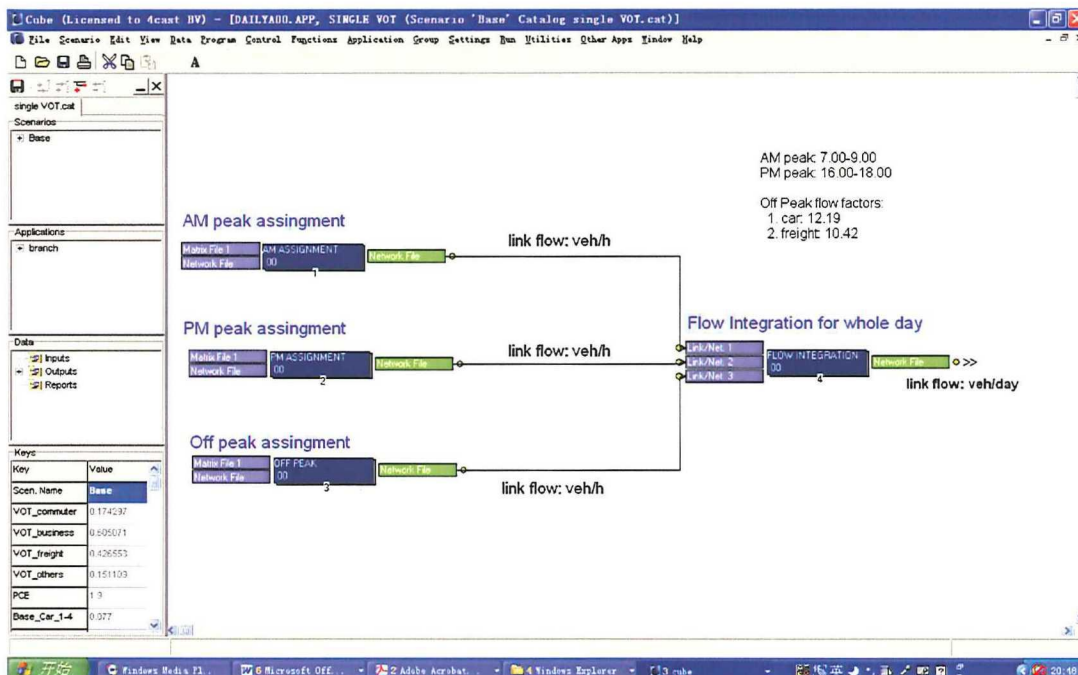 Cube (Licensed to 4cast BV) - [DAILYA00.APP, SINGLE VOT (Scenario 'Base' Catalog single VOT.cat)]
File Scenario Edit View Data Program Control Functions Application Group Settings Run Utilities Other Apps Window Help
A
single VOT.cat
Scenarios
Base
Applications
branch
Data
Inputs
Outputs
Reports
Keys
Key Value
Scen. Name Base
VOT_commuter 0.174297
VOT_business 0.605071
VOT_freight 0.426553
VOT_others 0.151109
PCE 1.9
Base_Car_1-4 0.077
AM peak: 7.00-9.00
PM peak: 16.00-18.00
Off Peak flow factors:
1. car: 12.19
2. freight: 10.42
AM peak assingment
Matrix File 1
Network File
AM ASSIGNMENT
00
1
Network File
link flow: veh/h
PM peak assingment
Matrix File 1
Network File
PM ASSIGNMENT
00
2
Network File
link flow: veh/h
Off peak assingment
Matrix File 1
Network File
OFF PEAK
00
3
Network File
link flow: veh/h
Flow Integration for whole day
Link/Net. 1
Link/Net. 2
Link/Net. 3
FLOW INTEGRATION
00
4
Network File
>>
link flow: veh/day
开始
Windows Media Pl..
6 Microsoft Off...
2 Adobe Acrobat...
4 Windows Explorer
3 cube
英
20:48